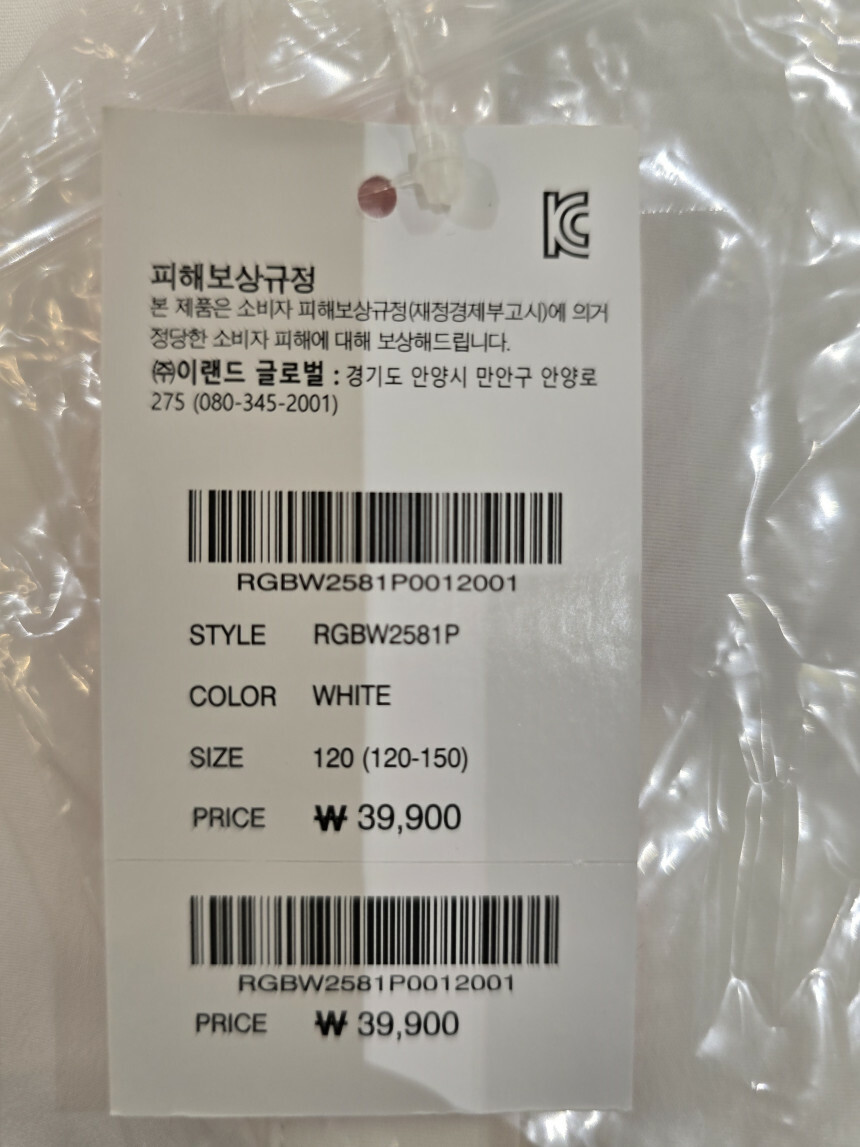 KC
피해보상규정
본 제품은 소비자 피해보상규정(재정경제부고시)에 의거
정당한 소비자 피해에 대해 보상해드립니다.
㈜이랜드 글로벌 : 경기도 안양시 만안구 안양로
275 (080-345-2001)
RGBW2581P0012001
STYLE RGBW2581P
COLOR WHITE
SIZE 120 (120-150)
PRICE ₩ 39,900
RGBW2581P0012001
PRICE ₩ 39,900